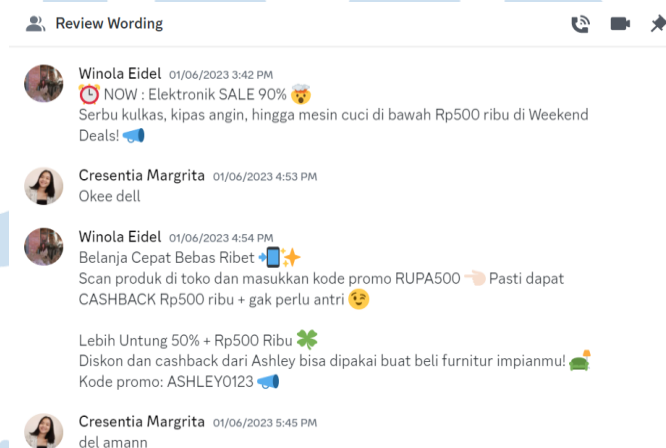 Review Wording
Winola Eidel 01/06/2023 3:42 PM
⏰ NOW : Elektronik SALE 90% 🤯
Serbu kulkas, kipas angin, hingga mesin cuci di bawah Rp500 ribu di Weekend
Deals! 📣
Cresentia Margrita 01/06/2023 4:53 PM
Okee dell
Winola Eidel 01/06/2023 4:54 PM
Belanja Cepat Bebas Ribet 📲✨
Scan produk di toko dan masukkan kode promo RUPA500 👈🏻 Pasti dapat
CASHBACK Rp500 ribu + gak perlu antri 😉
Lebih Untung 50% + Rp500 Ribu 🍀
Diskon dan cashback dari Ashley bisa dipakai buat beli furnitur impianmu! 🛋️
Kode promo: ASHLEY0123 📣
Cresentia Margrita 01/06/2023 5:45 PM
del amann